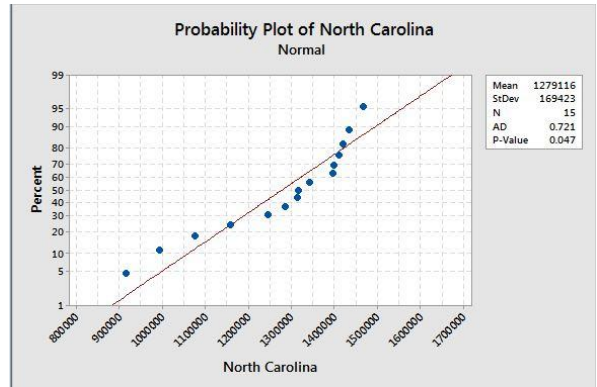 Probability Plot of North Carolina
Normal
Mean 1279116
StDev 169423
N 15
AD 0.721
P-Value 0.047
99
95
90
80
70
60
50
40
30
20
10
5
1
Percent
800000 900000 1000000 1100000 1200000 1300000 1400000 1500000 1600000 1700000
North Carolina